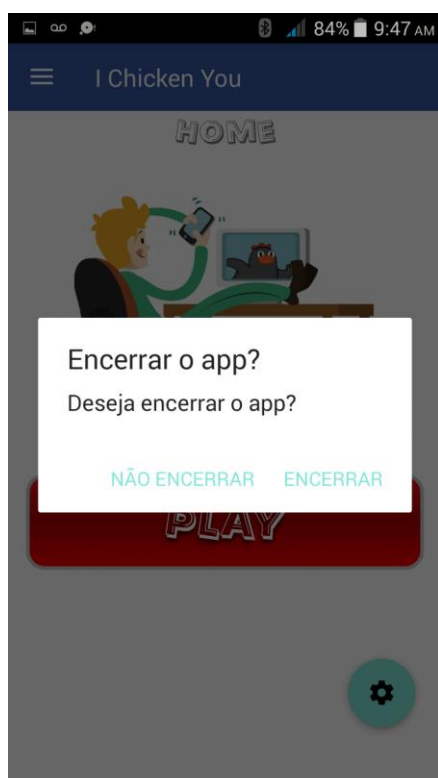 84% 9:47 AM
I Chicken You
HOME
Encerrar o app?
Deseja encerrar o app?
NÃO ENCERRAR ENCERRAR
PLAY